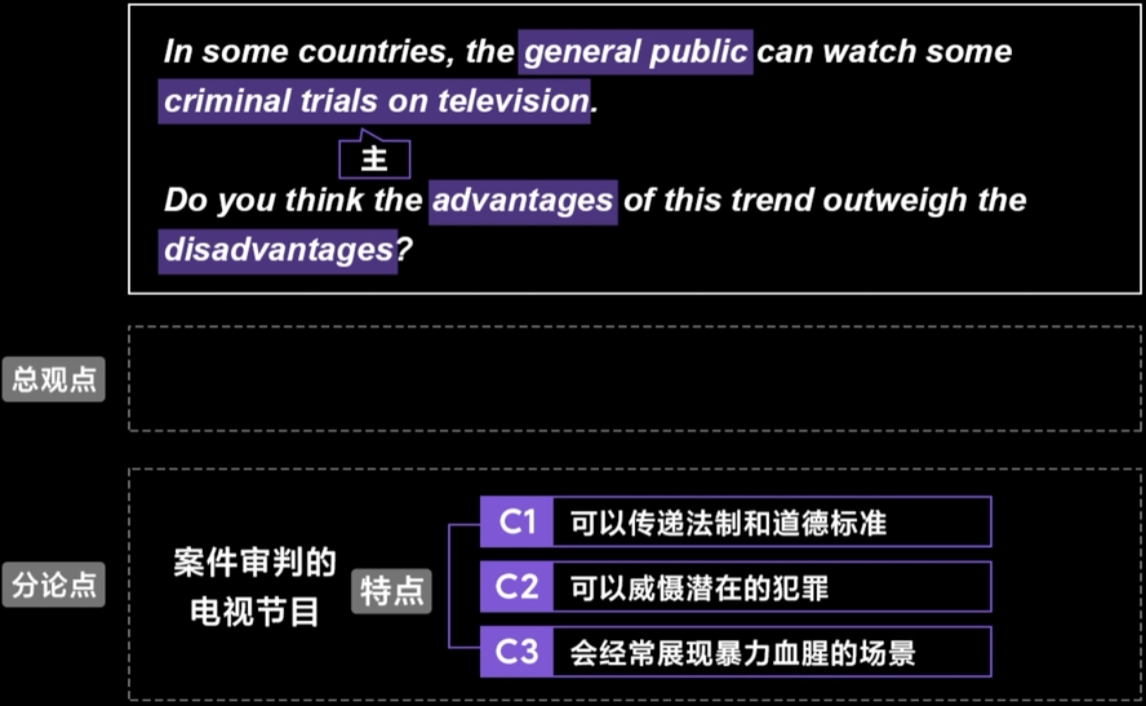 In some countries, the general public can watch some
criminal trials on television.
主
Do you think the advantages of this trend outweigh the
disadvantages?
总观点
分论点
案件审判的
电视节目
特点
C1 可以传递法制和道德标准
C2 可以威慑潜在的犯罪
C3 会经常展现暴力血腥的场景